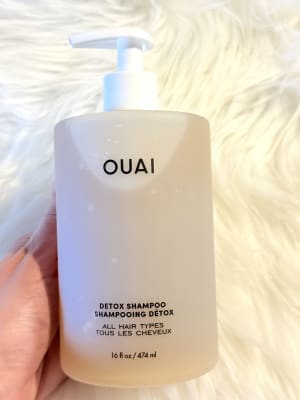 OUAI
DETOX SHAMPOO
SHAMPOOING DÉTOX
ALL HAIR TYPES
TOUS LES CHEVEUX
16 fl oz / 474 ml